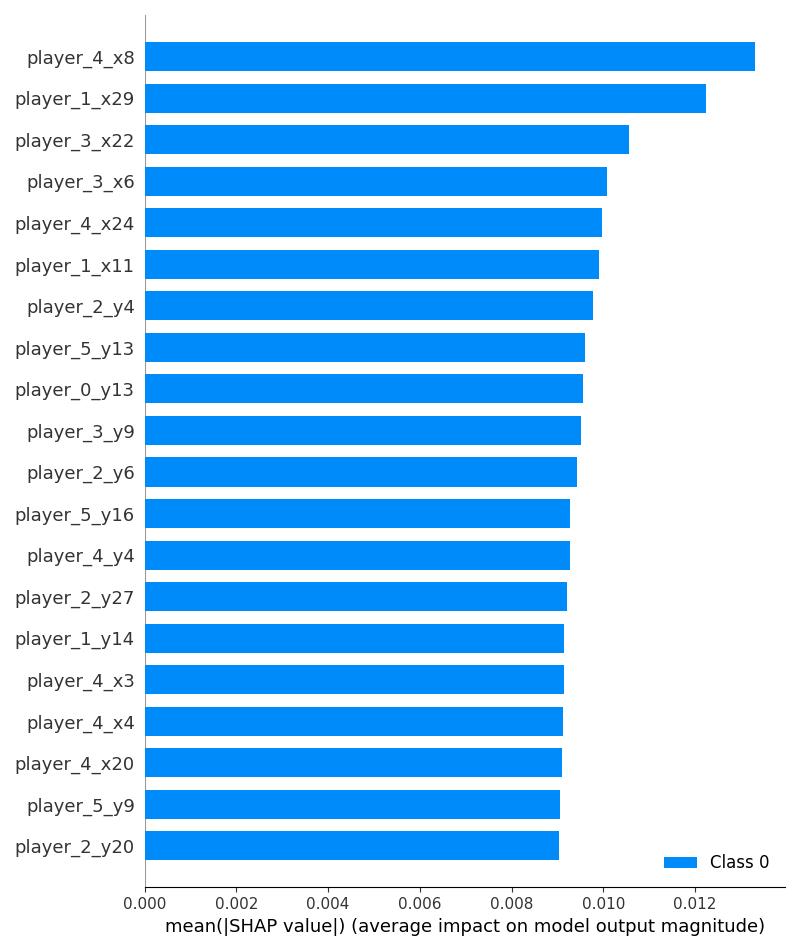 player_4_x8
player_1_x29
player_3_x22
player_3_x6
player_4_x24
player_1_x11
player_2_y4
player_5_y13
player_0_y13
player_3_y9
player_2_y6
player_5_y16
player_4_y4
player_2_y27
player_1_y14
player_4_x3
player_4_x4
player_4_x20
player_5_y9
player_2_y20
Class 0
0.000 0.002 0.004 0.006 0.008 0.010 0.012
mean(|SHAP value|) (average impact on model output magnitude)